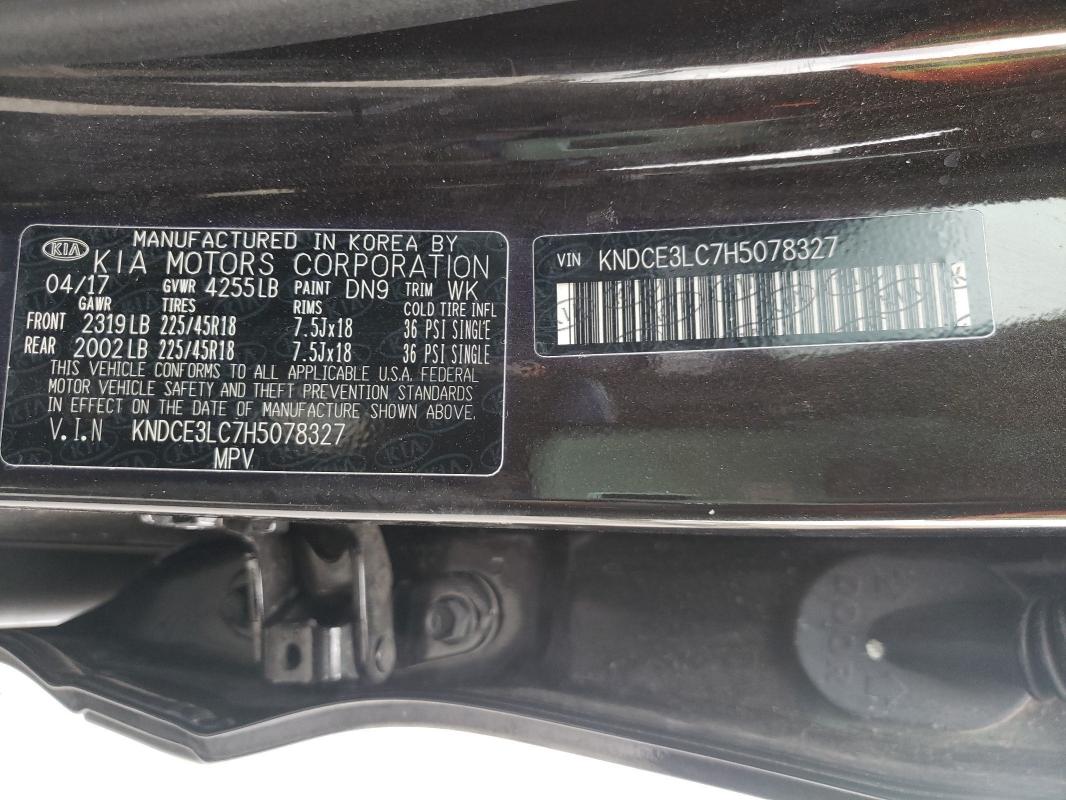 KIA
MANUFACTURED IN KOREA BY
KIA MOTORS CORPORATION
04/17 GVWR 4255LB PAINT DN9 TRIM WK
GAWR TIRES RIMS COLD TIRE INFL
FRONT 2319LB 225/45R18 7.5Jx18 36 PSI SINGLE
REAR 2002LB 225/45R18 7.5Jx18 36 PSI SINGLE
THIS VEHICLE CONFORMS TO ALL APPLICABLE U.S.A. FEDERAL
MOTOR VEHICLE SAFETY AND THEFT PREVENTION STANDARDS
IN EFFECT ON THE DATE OF MANUFACTURE SHOWN ABOVE.
V.I.N KNDCE3LC7H5078327
MPV
VIN KNDCE3LC7H5078327
DOOR